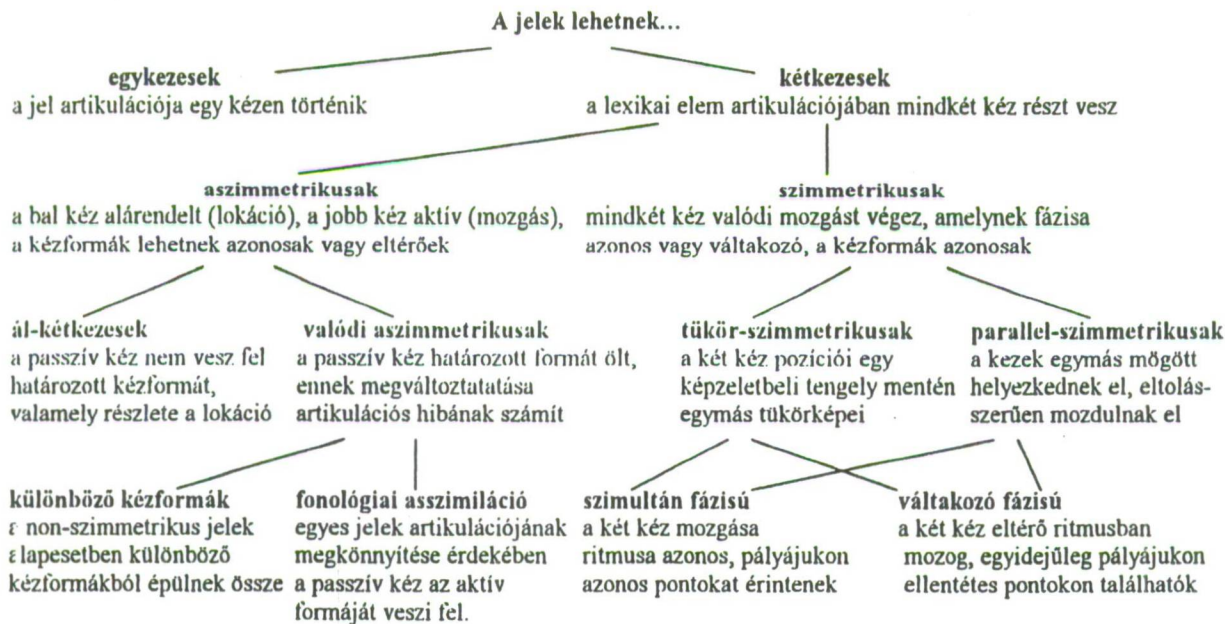 A jelek lehetnek...
egykezesek
a jel artikulációja egy kézen történik
kétkezesek
a lexikai elem artikulációjában mindkét kéz részt vesz
aszimmetrikusak
a bal kéz alárendelt (lokáció), a jobb kéz aktív (mozgás),
a kézformák lehetnek azonosak vagy eltérőek
szimmetrikusak
mindkét kéz valódi mozgást végez, amelynek fázisa
azonos vagy váltakozó, a kézformák azonosak
ál-kétkezesek
a passzív kéz nem vesz fel
határozott kézformát,
valamely részlete a lokáció
valódi aszimmetrikusak
a passzív kéz határozott formát ölt,
ennek megváltoztatatása
artikulációs hibának számít
tükör-szimmetrikusak
a két kéz pozíciói egy
képzeletbeli tengely mentén
egymás tükörképei
parallel-szimmetrikusak
a kezek egymás mögött
helyezkednek el, eltolás-
szerűen mozdulnak el
különböző kézformák
a non-szimmetrikus jelek
alapesetben különböző
kézformákból épülnek össze
fonológiai asszimiláció
egyes jelek artikulációjának
megkönnyítése érdekében
a passzív kéz az aktív
formáját veszi fel.
szimultán fázisú
a két kéz mozgása
ritmusa azonos, pályájukon
azonos pontokat érintenek
váltakozó fázisú
a két kéz eltérő ritmusban
mozog, egyidejűleg pályájukon
ellentétes pontokon találhatók